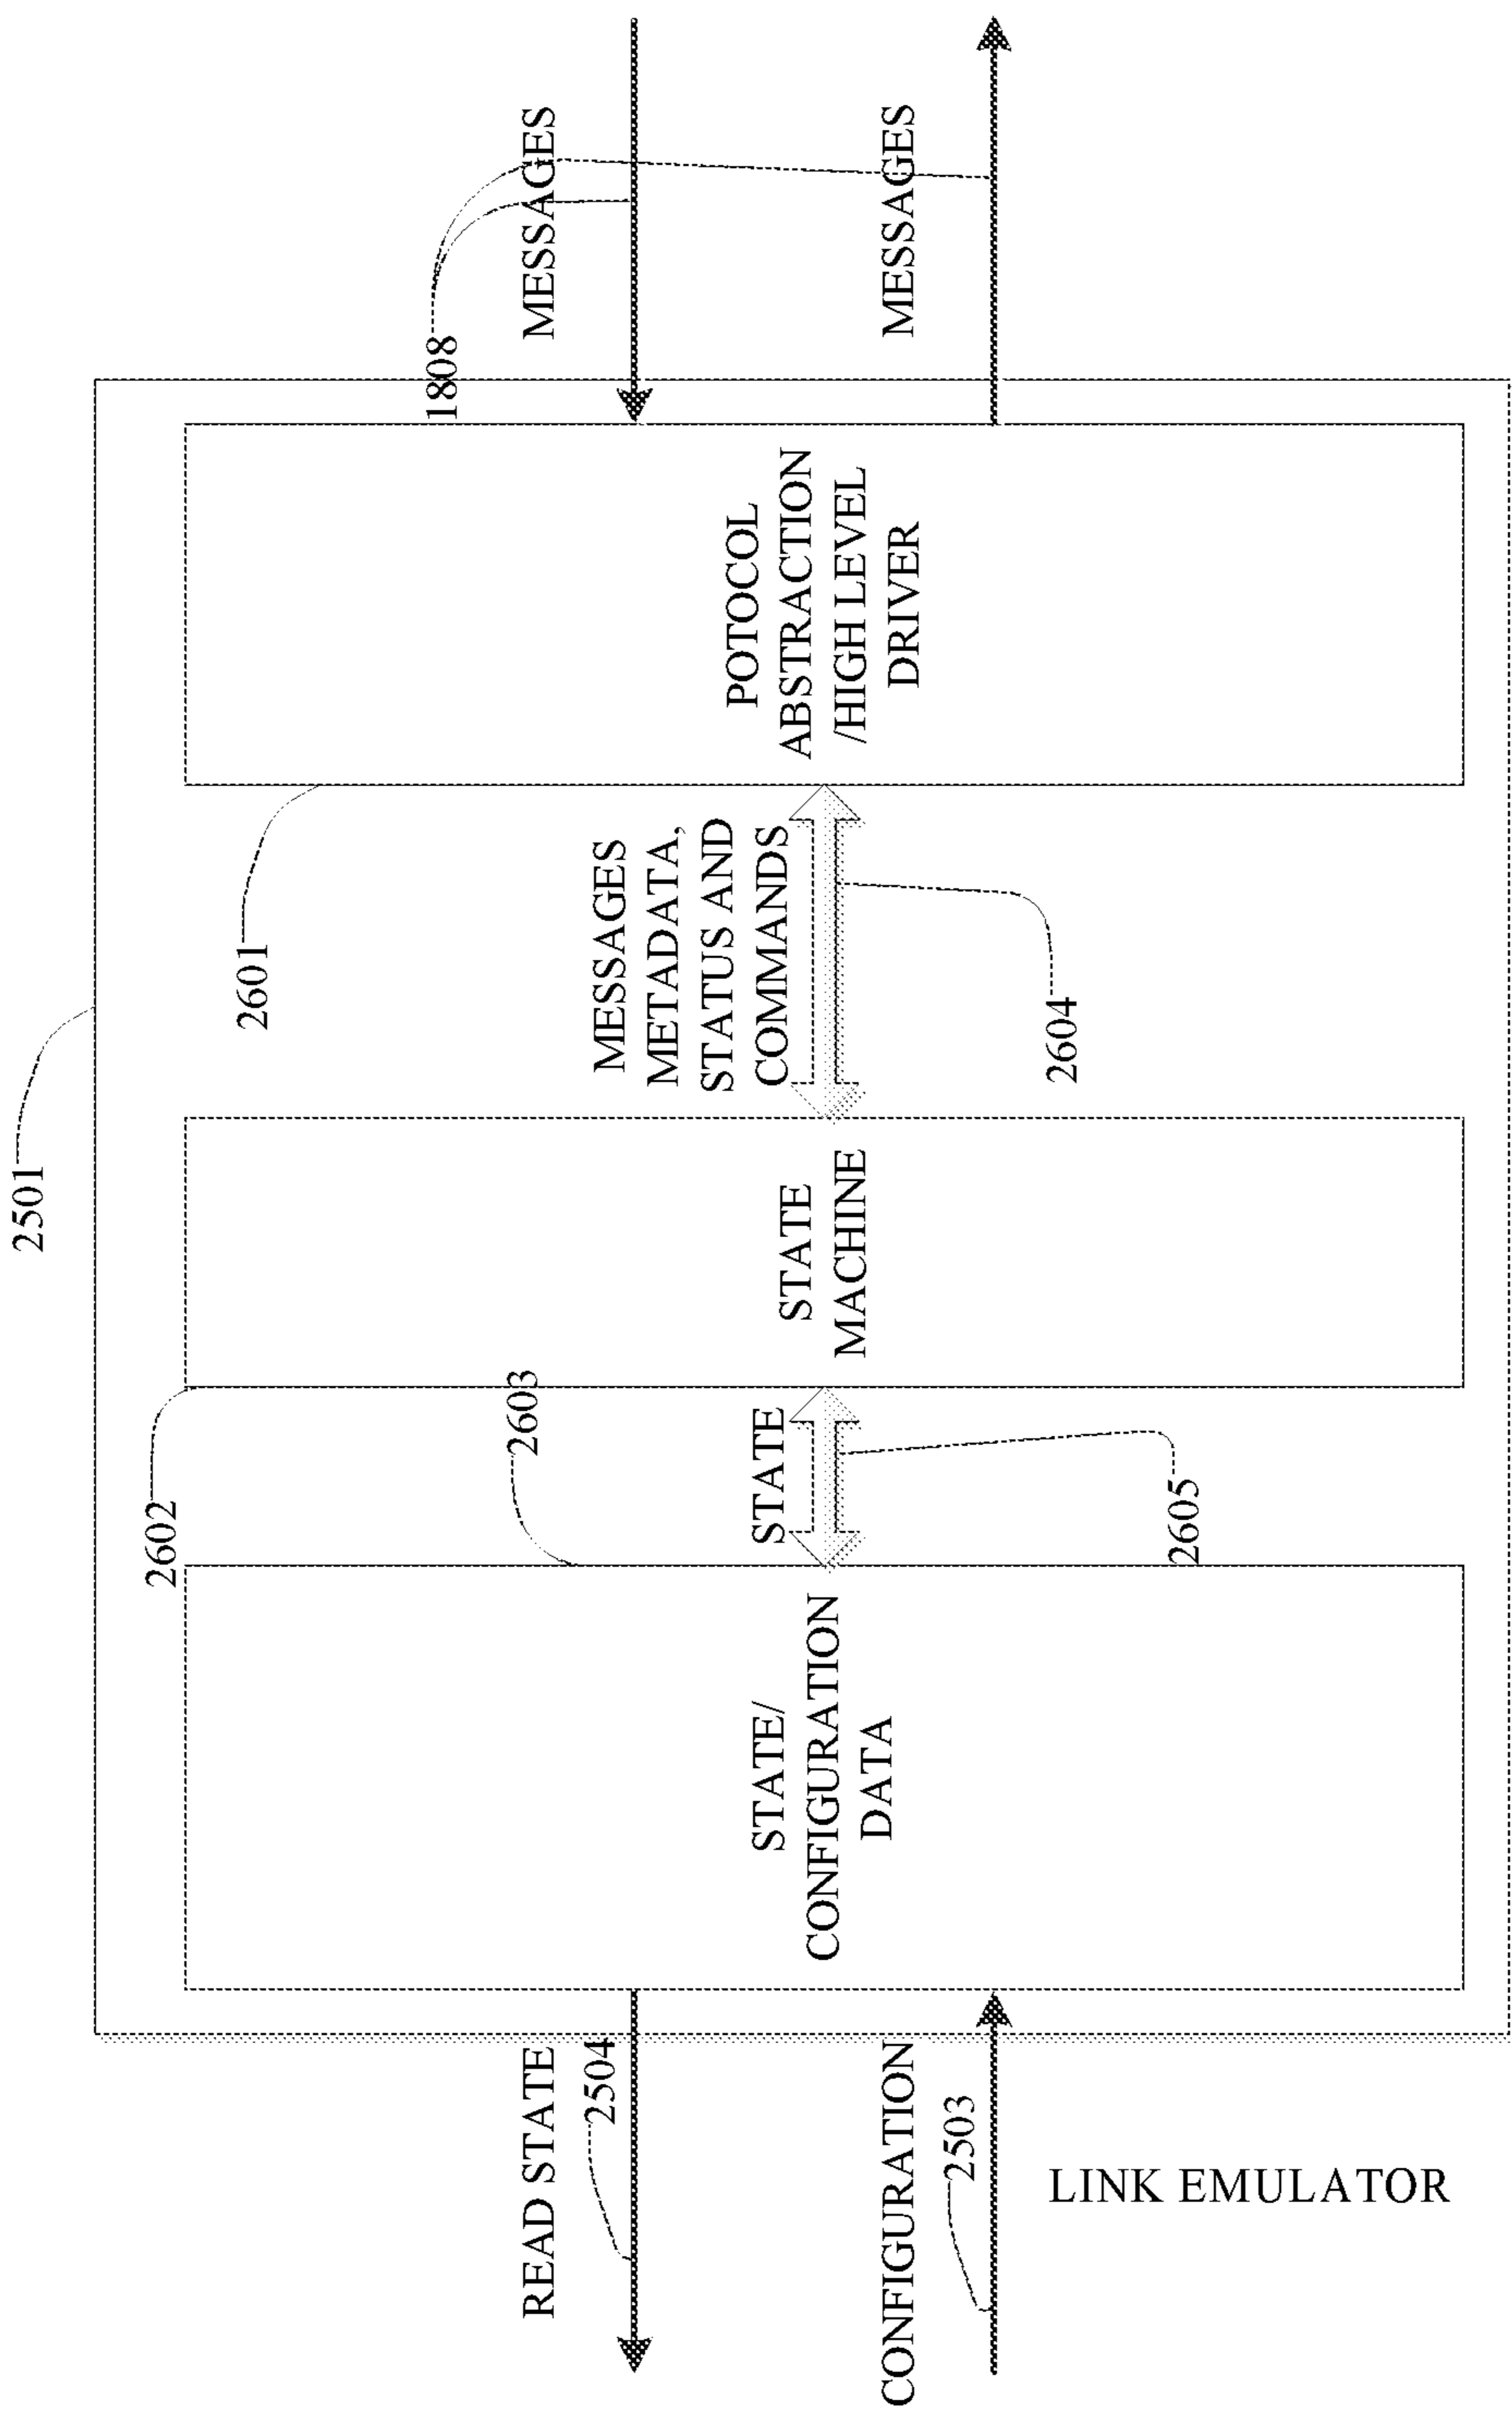 MESSAGES
1808
MESSAGES
POTOCOL
ABSTRACTION
/HIGH LEVEL
DRIVER
2501
2601
MESSAGES
METADATA,
STATUS AND
COMMANDS
2604
STATE
MACHINE
2602
2603
STATE
2605
STATE/
CONFIGURATION
DATA
READ STATE
2504
CONFIGURATION
2503
LINK EMULATOR